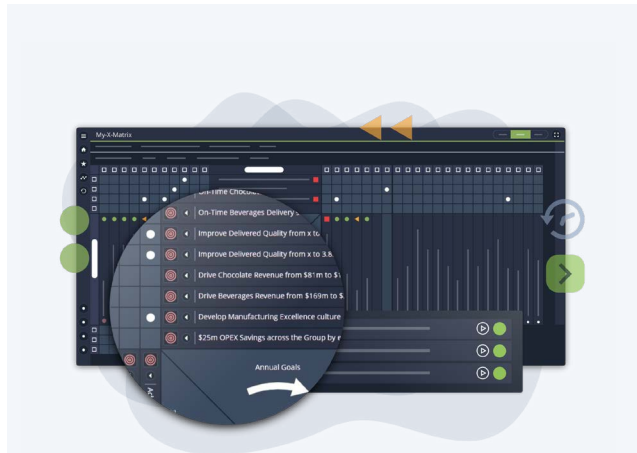 My-X-Matrix
On-Time Chocola
On-Time Beverages Delivery
Improve Delivered Quality from x to
Improve Delivered Quality from x to 3.8
Drive Chocolate Revenue from $81m to $1
Drive Beverages Revenue from $169m to $
Develop Manufacturing Excellence culture
$25m OPEX Savings across the Group by
Annual Goals